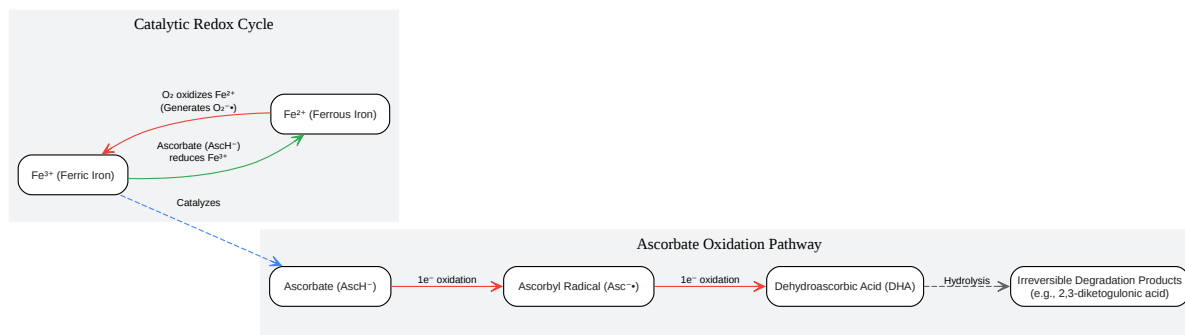 Catalytic Redox Cycle
O₂ oxidizes Fe²⁺
(Generates O₂⁻•)
Fe²⁺ (Ferrous Iron)
Ascorbate (AscH⁻)
reduces Fe³⁺
Fe³⁺ (Ferric Iron)
Catalyzes
Ascorbate Oxidation Pathway
Ascorbate (AscH⁻)
1e⁻ oxidation
Ascorbyl Radical (Asc⁻•)
1e⁻ oxidation
Dehydroascorbic Acid (DHA)
Hydrolysis
Irreversible Degradation Products
(e.g., 2,3-diketogulonic acid)